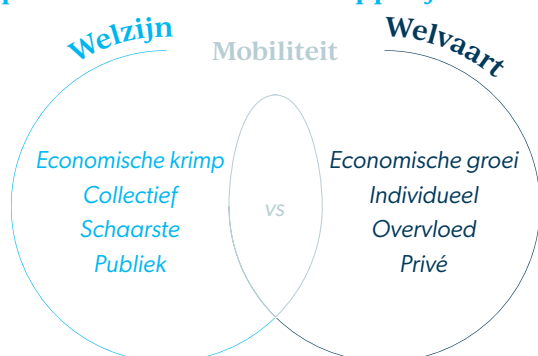 Welzijn
Mobiliteit
Welvaart
Economische krimp
Collectief
Schaarste
Publiek
vs
Economische groei
Individueel
Overvloed
Privé